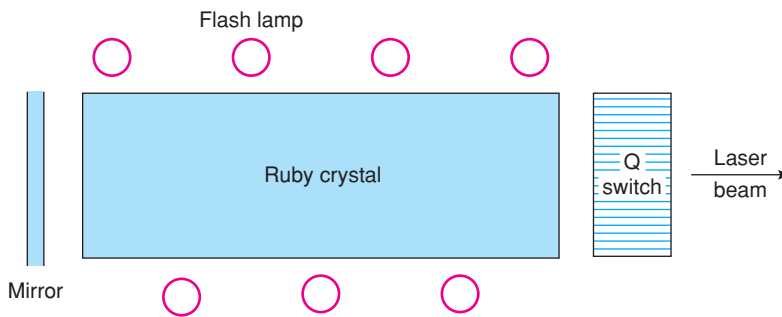 Flash lamp
Ruby crystal
Q
switch
Laser
beam
Mirror